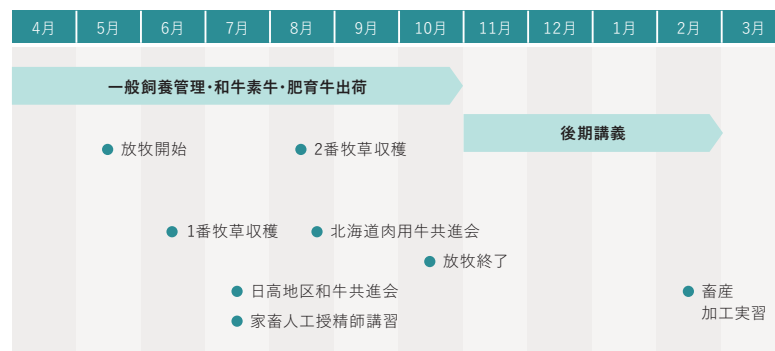 4月 5月 6月 7月 8月 9月 10月 11月 12月 1月 2月 3月
一般飼養管理・和牛素牛・肥育牛出荷
後期講義
放牧開始
2番牧草収穫
1番牧草収穫
北海道肉用牛共進会
放牧終了
日高地区和牛共進会
家畜人工授精師講習
畜産
加工実習